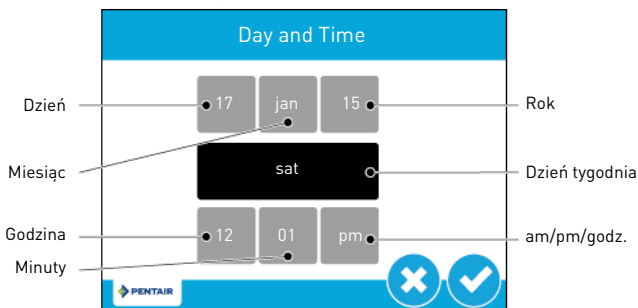 Day and Time
Dzień
17
jan
15
Rok
Miesiąc
sat
Dzień tygodnia
Godzina
12
01
pm
am/pm/godz.
Minuty
PENTAIR